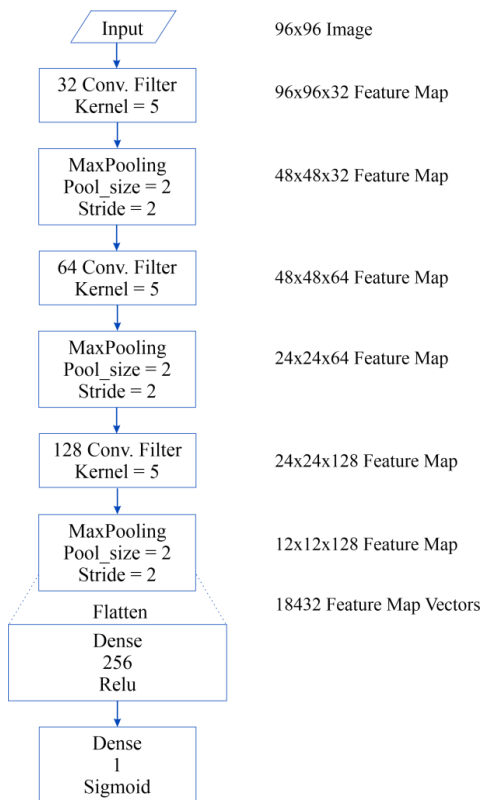 Input
96x96 Image
32 Conv. Filter
Kernel = 5
96x96x32 Feature Map
MaxPooling
Pool_size = 2
Stride = 2
48x48x32 Feature Map
64 Conv. Filter
Kernel = 5
48x48x64 Feature Map
MaxPooling
Pool_size = 2
Stride = 2
24x24x64 Feature Map
128 Conv. Filter
Kernel = 5
24x24x128 Feature Map
MaxPooling
Pool_size = 2
Stride = 2
12x12x128 Feature Map
Flatten
18432 Feature Map Vectors
Dense
256
Relu
Dense
1
Sigmoid